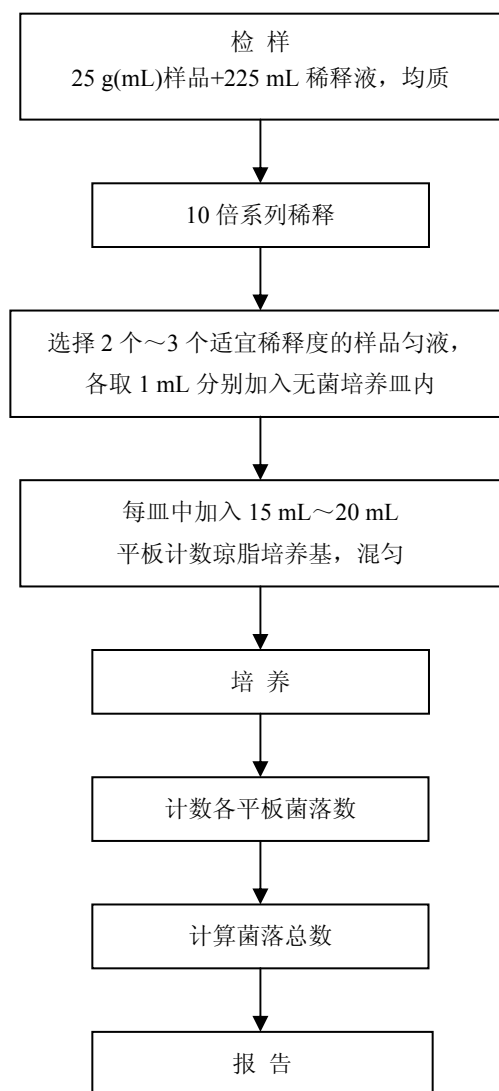 检 样
25 g(mL)样品+225 mL 稀释液，均质
10 倍系列稀释
选择 2 个～3 个适宜稀释度的样品匀液，
各取 1 mL 分别加入无菌培养皿内
每皿中加入 15 mL～20 mL
平板计数琼脂培养基，混匀
培 养
计数各平板菌落数
计算菌落总数
报 告